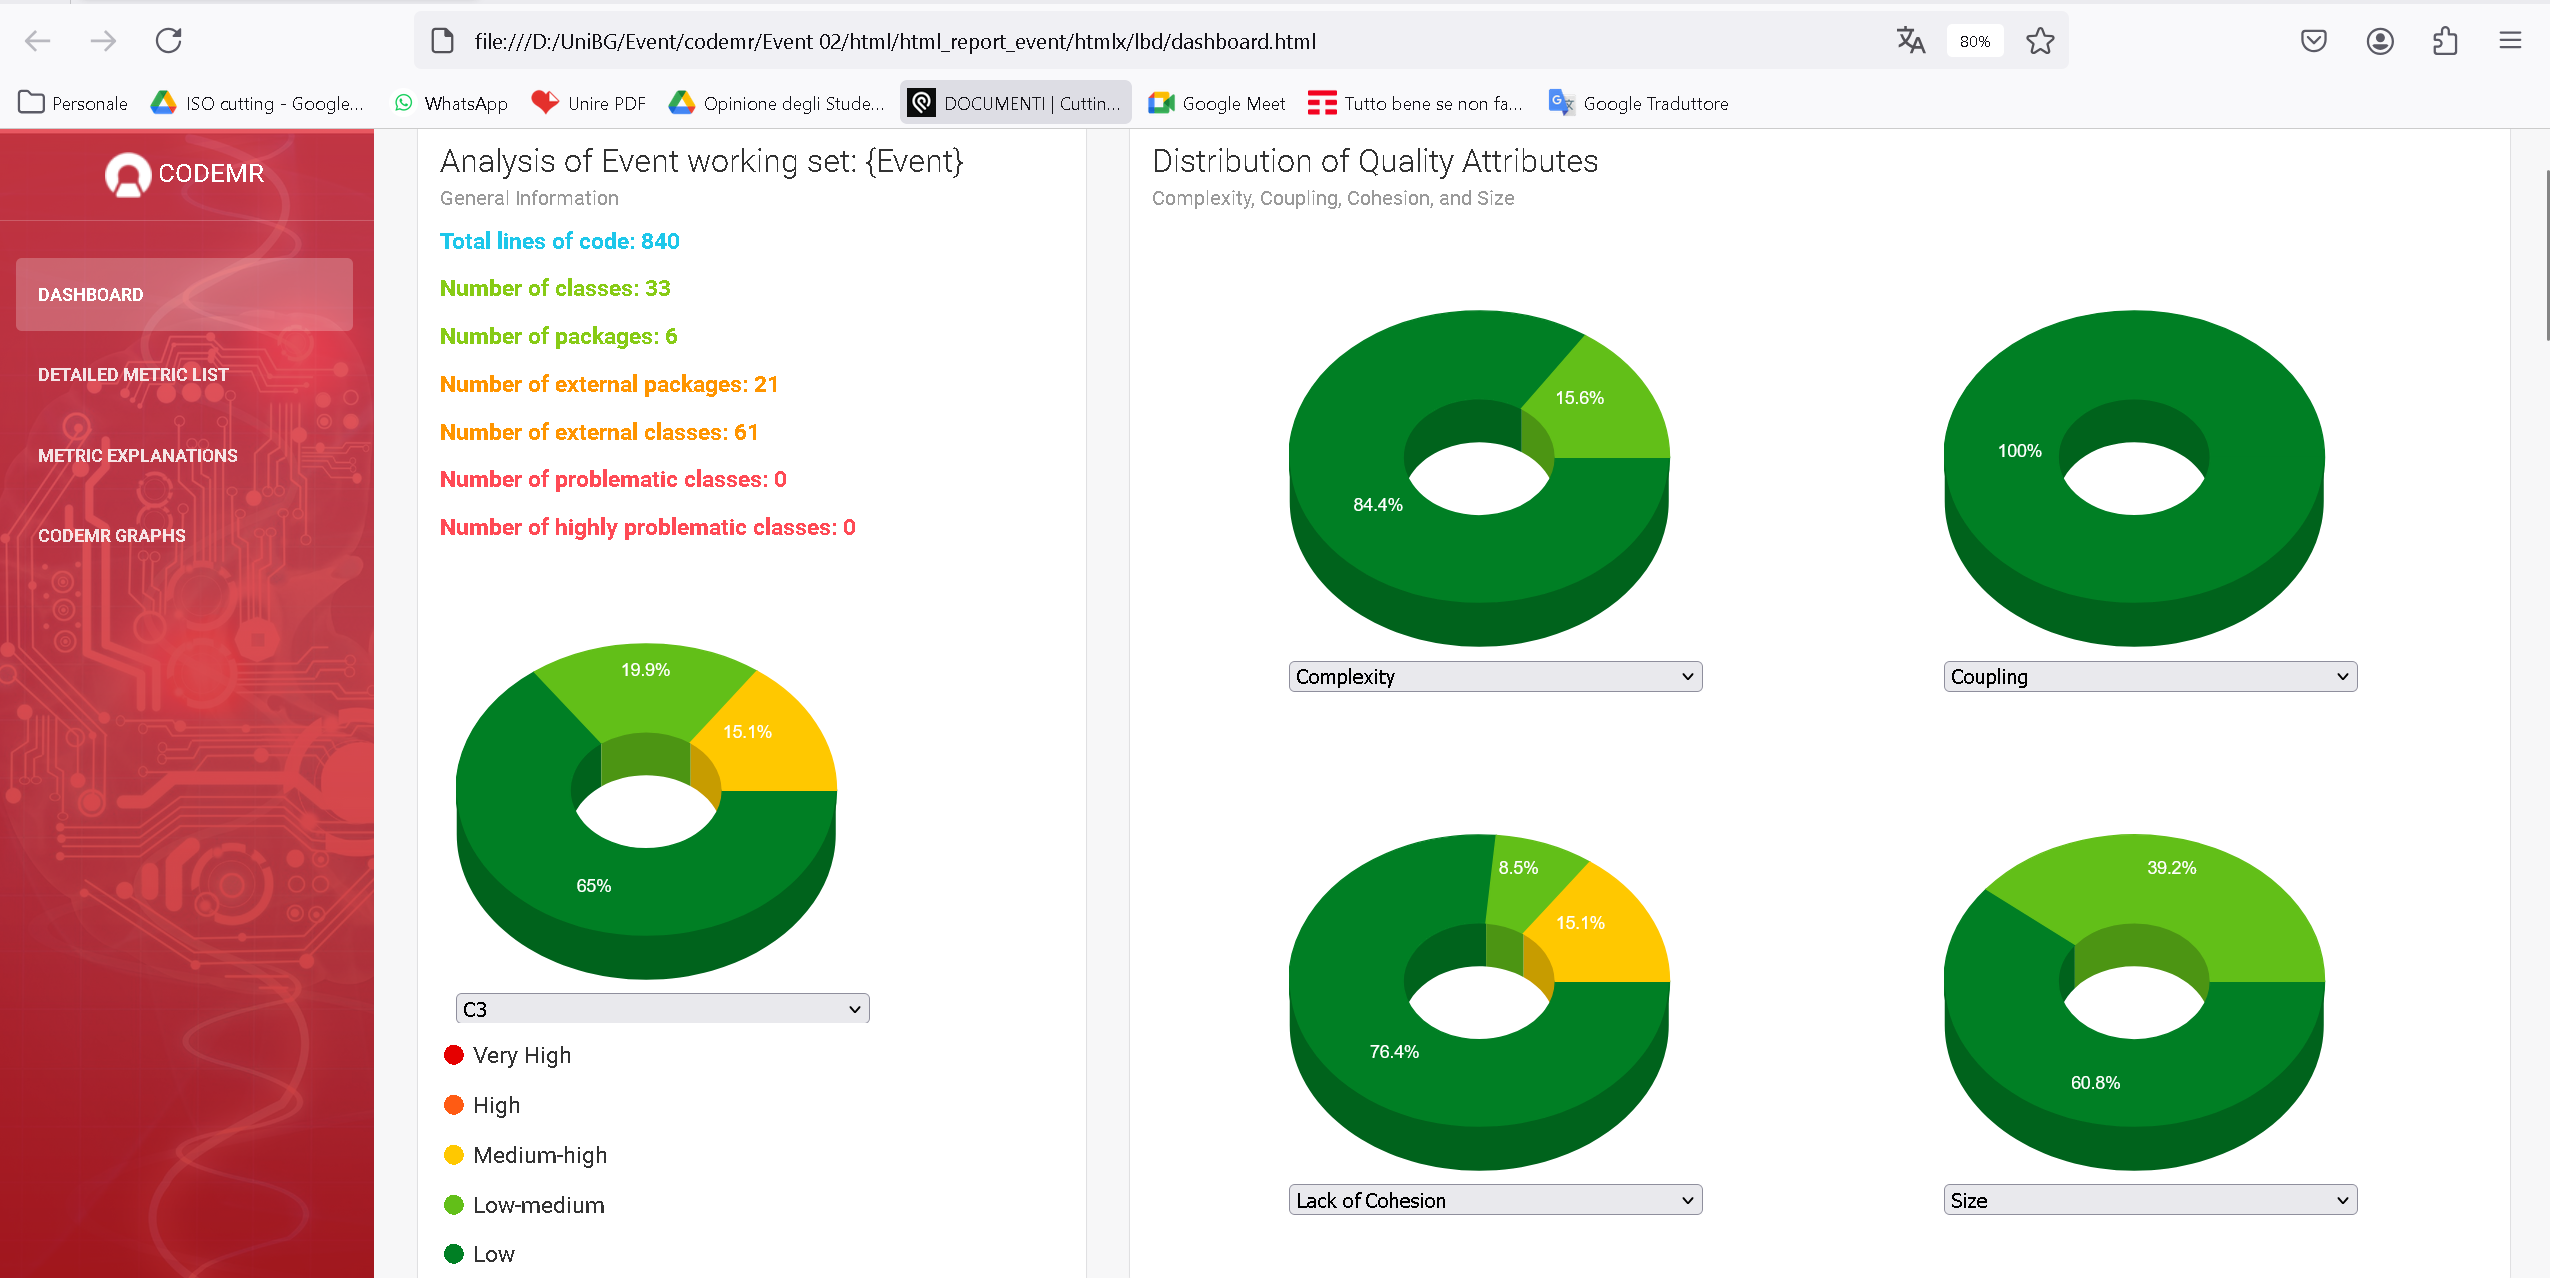 file:///D:/UniBG/Event/codemr/Event 02/html/html_report_event/htmlx/lbd/dashboard.html
80%
Personale
ISO cutting - Google...
WhatsApp
Unire PDF
Opinione degli Stude...
DOCUMENTI | Cuttin...
Google Meet
Tutto bene se non fa...
Google Traduttore
CODEMR
DASHBOARD
DETAILED METRIC LIST
METRIC EXPLANATIONS
CODEMR GRAPHS
Analysis of Event working set: {Event}
General Information
Total lines of code: 840
Number of classes: 33
Number of packages: 6
Number of external packages: 21
Number of external classes: 61
Number of problematic classes: 0
Number of highly problematic classes: 0
19.9%
15.1%
65%
C3
Very High
High
Medium-high
Low-medium
Low
Distribution of Quality Attributes
Complexity, Coupling, Cohesion, and Size
15.6%
84.4%
Complexity
100%
Coupling
8.5%
15.1%
76.4%
Lack of Cohesion
39.2%
60.8%
Size